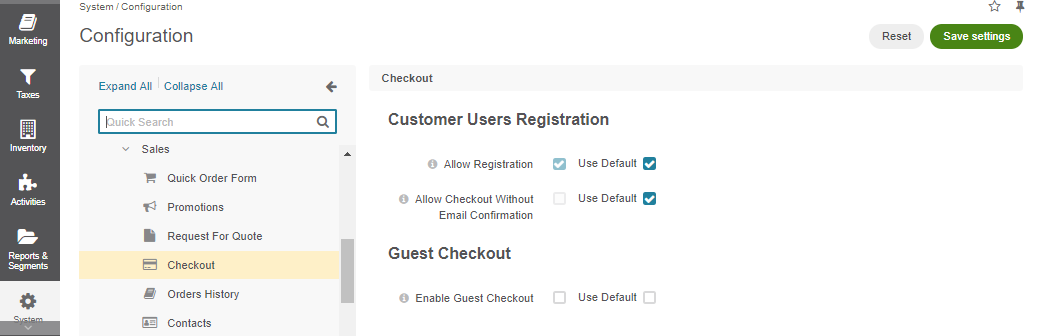 System / Configuration
Configuration
Reset
Save settings
Marketing
Taxes
Inventory
Activities
Reports &
Segments
System
Expand All
Collapse All
Quick Search
Sales
Quick Order Form
Promotions
Request For Quote
Checkout
Orders History
Contacts
Checkout
Customer Users Registration
Allow Registration
Use Default
Allow Checkout Without
Email Confirmation
Use Default
Guest Checkout
Enable Guest Checkout
Use Default